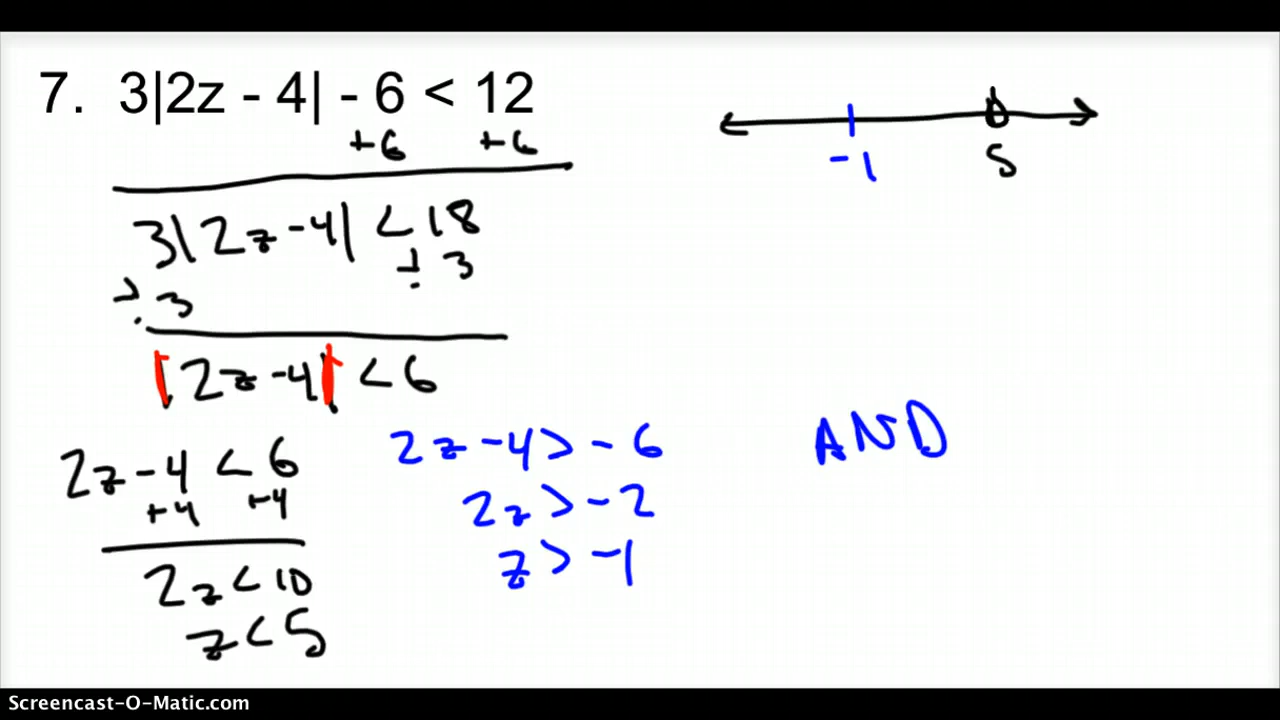 7. 3|2z - 4| - 6 < 12
+6 +6
3|2z-4| < 18
÷3 ÷3
|2z-4| < 6
2z-4 < 6
+4 +4
2z < 10
z < 5
2z-4 > -6
2z > -2
z > -1
AND
-1 5
Screencast-O-Matic.com